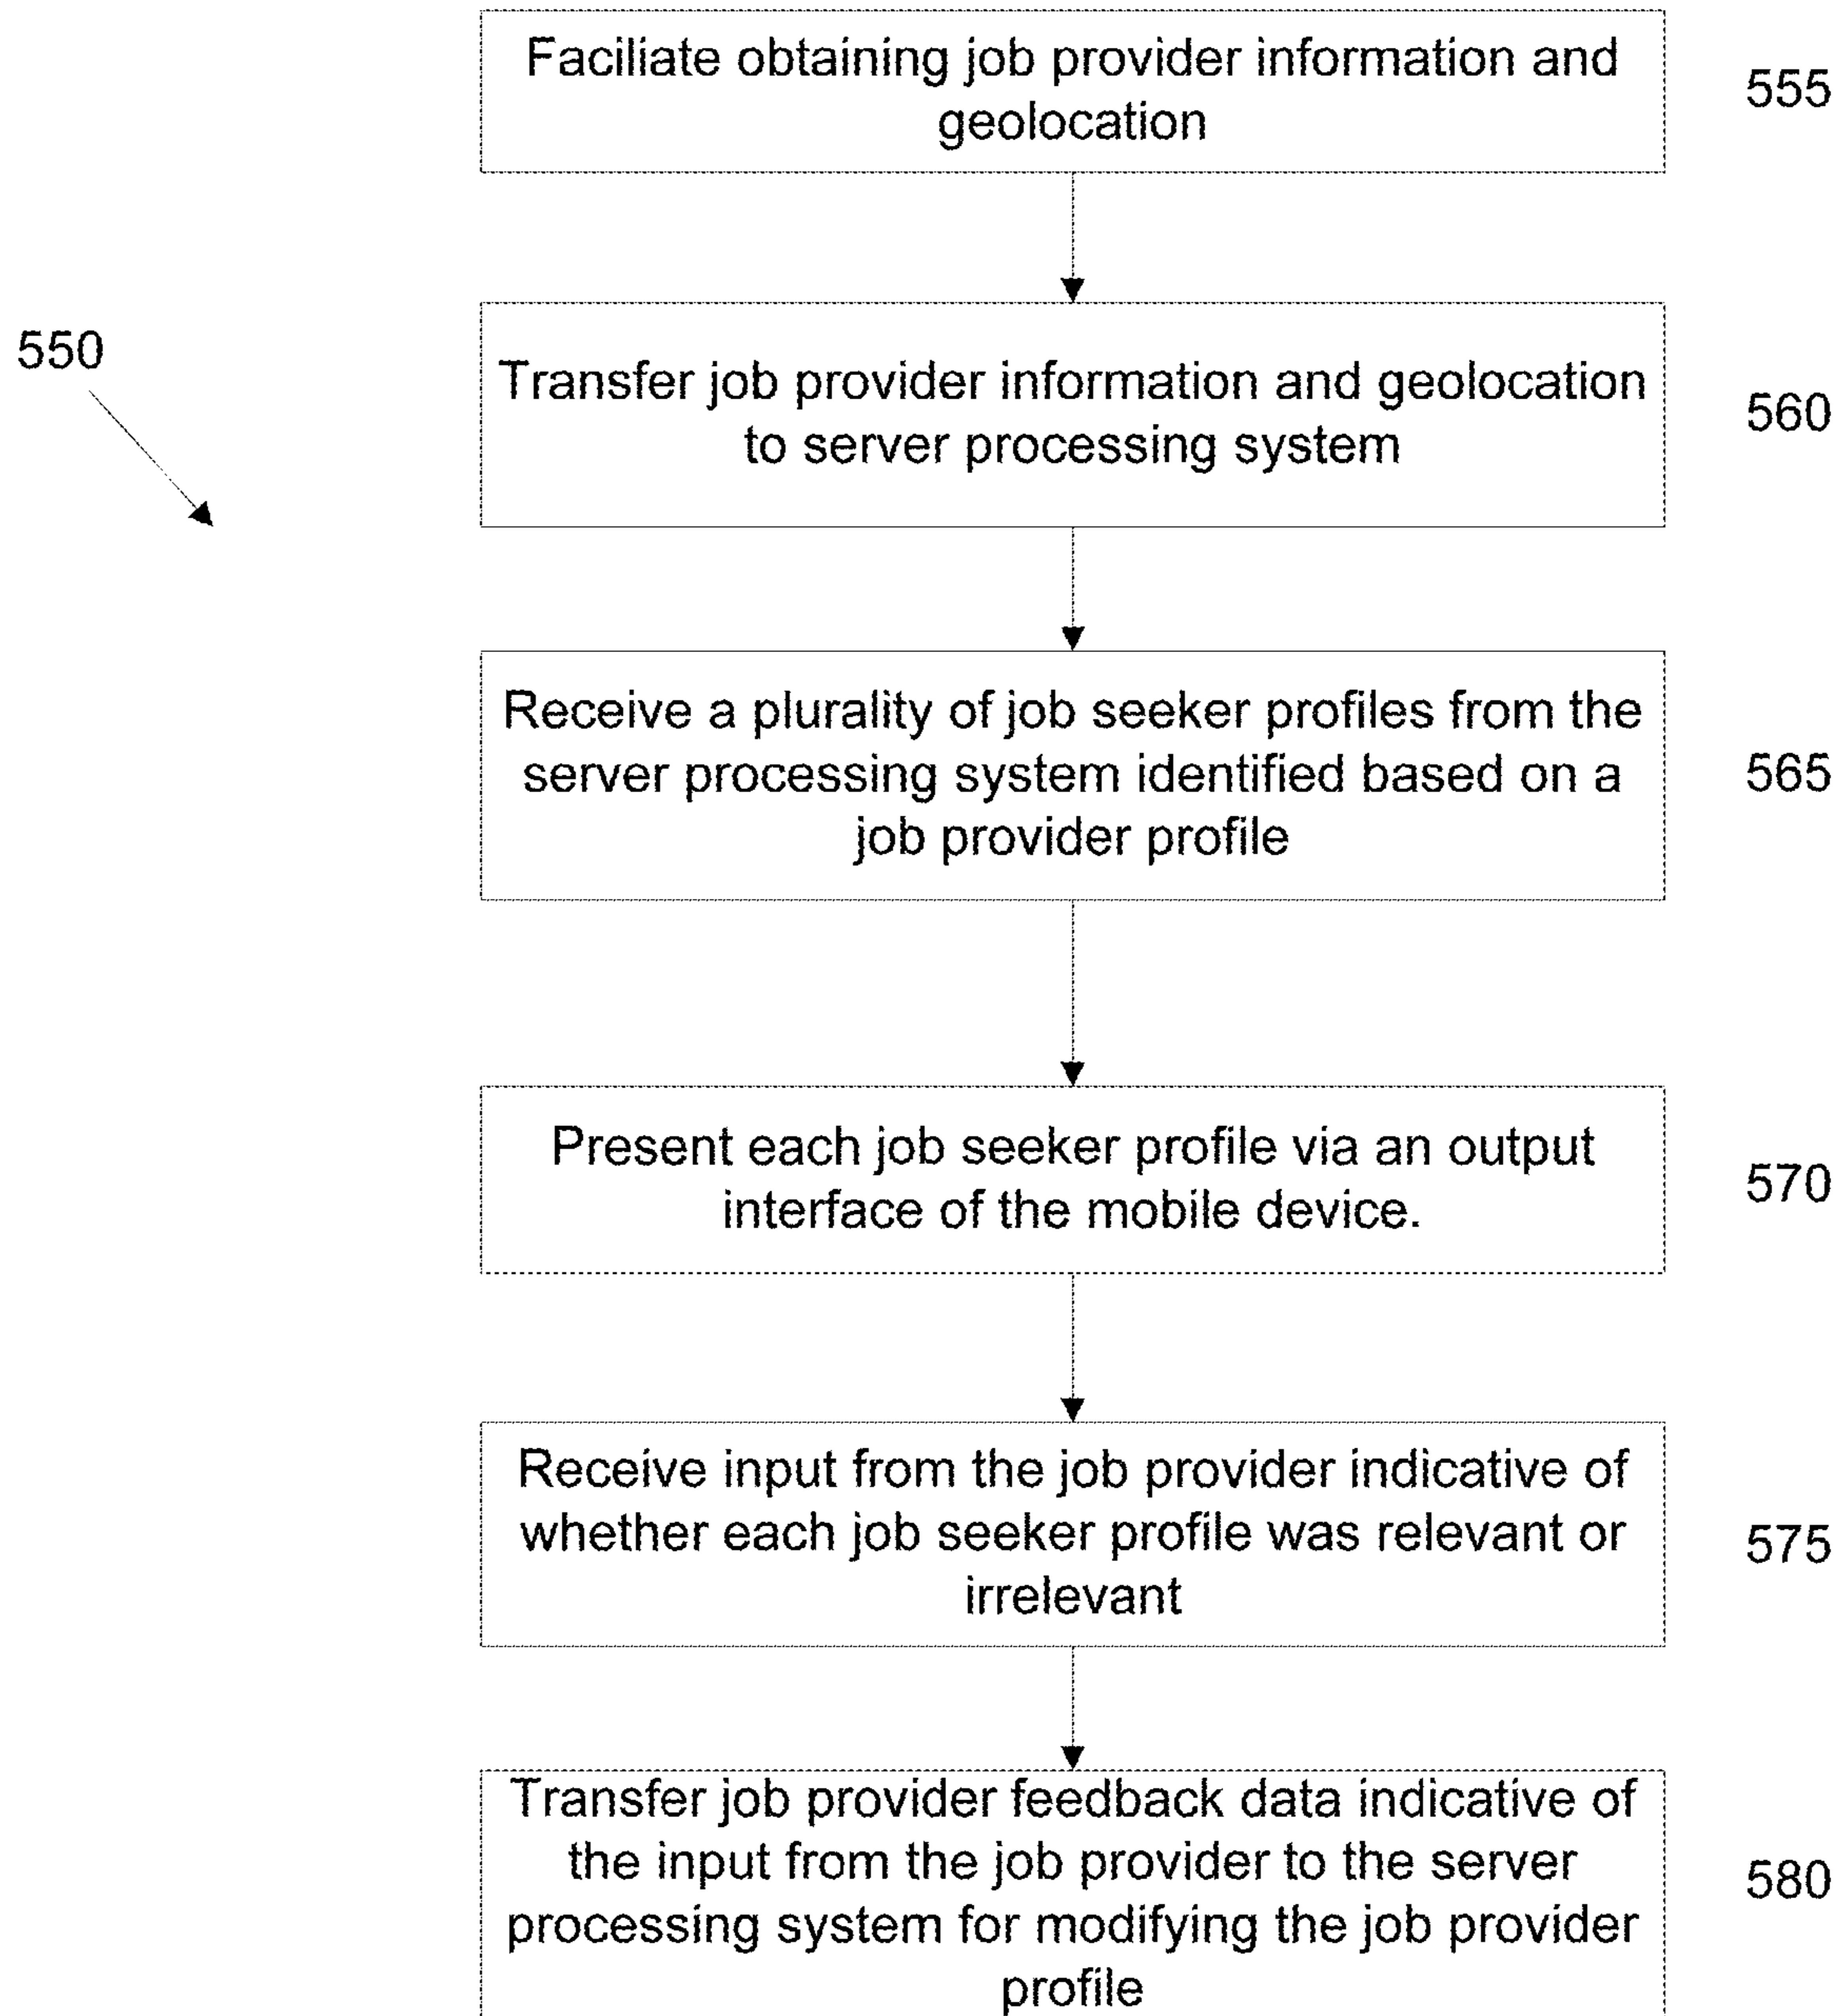 Faciliate obtaining job provider information and
geolocation
555
550
Transfer job provider information and geolocation
to server processing system
560
Receive a plurality of job seeker profiles from the
server processing system identified based on a
job provider profile
565
Present each job seeker profile via an output
interface of the mobile device.
570
Receive input from the job provider indicative of
whether each job seeker profile was relevant or
irrelevant
575
Transfer job provider feedback data indicative of
the input from the job provider to the server
processing system for modifying the job provider
profile
580